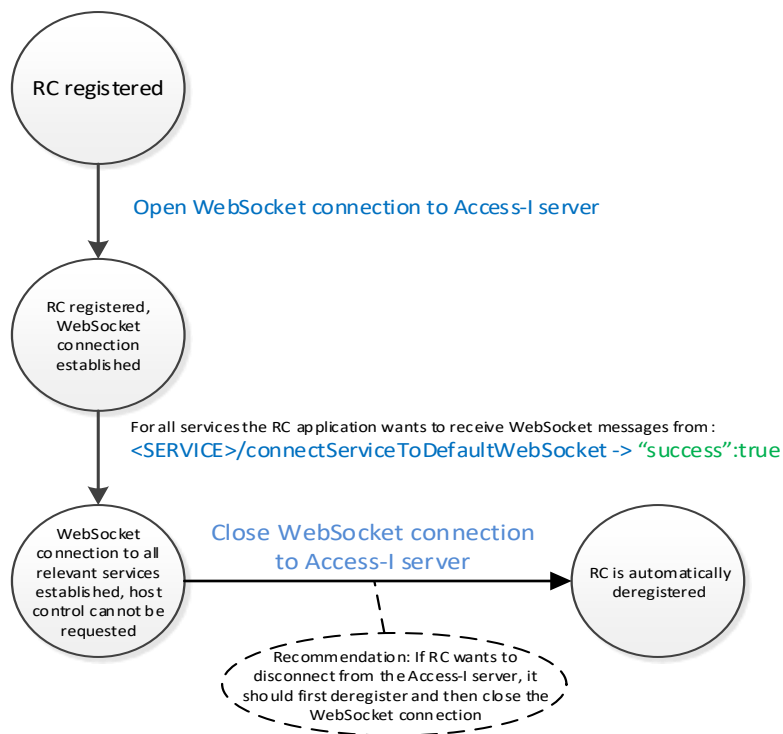 RC registered
Open WebSocket connection to Access-I server
RC registered,
WebSocket
connection
established
For all services the RC application wants to receive WebSocket messages from :
<SERVICE>/connectServiceToDefaultWebSocket -> “success”:true
WebSocket
connection to all
relevant services
established, host
control cannot be
requested
Close WebSocket connection
to Access-I server
RC is automatically
deregistered
Recommendation: If RC wants to
disconnect from the Access-I server, it
should first deregister and then close the
WebSocket connection